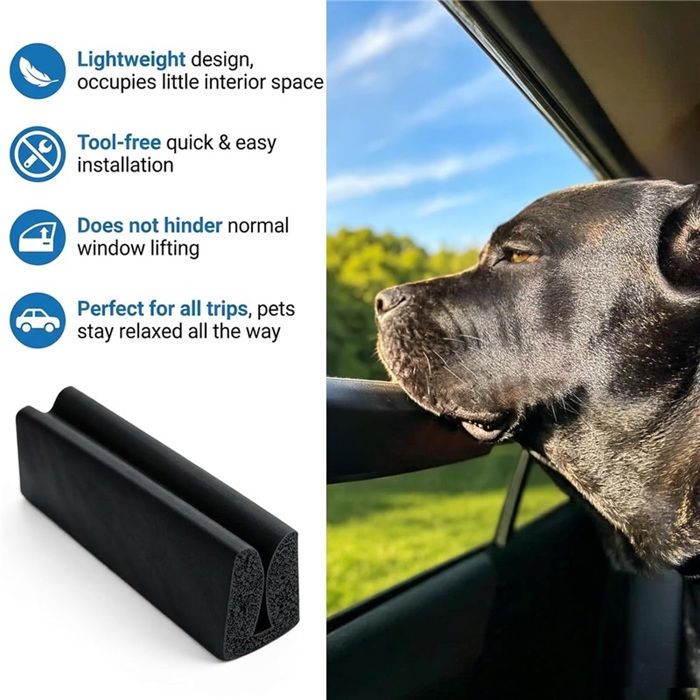 Lightweight design,
occupies little interior space
Tool-free quick & easy
installation
Does not hinder normal
window lifting
Perfect for all trips, pets
stay relaxed all the way